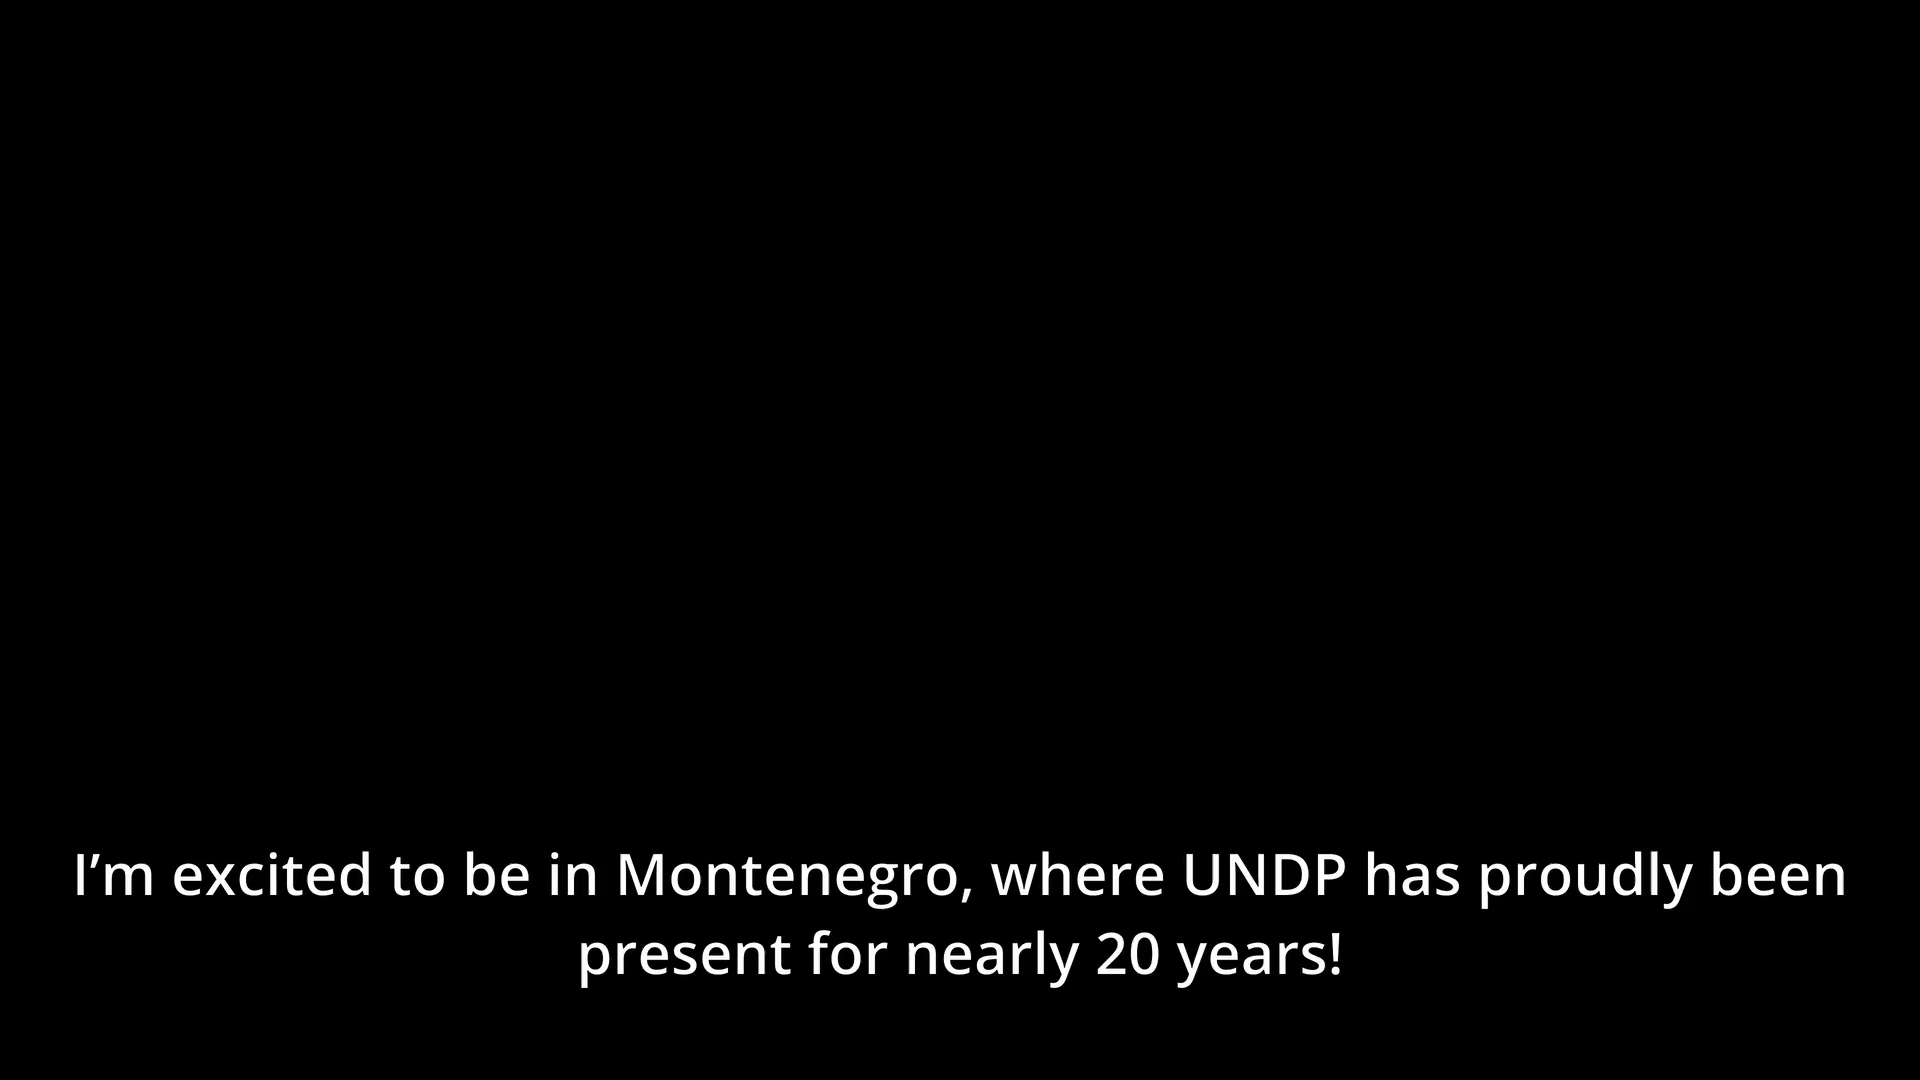 I’m excited to be in Montenegro, where UNDP has proudly been
present for nearly 20 years!